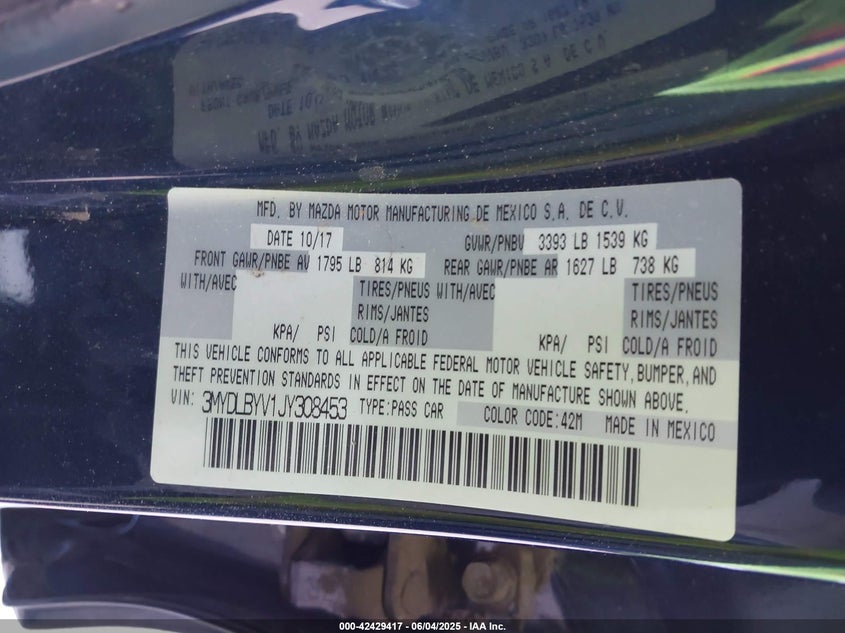 MFD. BY MAZDA MOTOR MANUFACTURING DE MEXICO S.A. DE C.V.
DATE 10/17 GVWR/PNBV 3393 LB 1539 KG
FRONT GAWR/PNBE AV 1795 LB 814 KG REAR GAWR/PNBE AR 1627 LB 738 KG
WITH/AVEC TIRES/PNEUS WITH/AVEC TIRES/PNEUS
RIMS/JANTES RIMS/JANTES
KPA/ PSI COLD/A FROID KPA/ PSI COLD/A FROID
THIS VEHICLE CONFORMS TO ALL APPLICABLE FEDERAL MOTOR VEHICLE SAFETY, BUMPER, AND
THEFT PREVENTION STANDARDS IN EFFECT ON THE DATE OF MANUFACTURE SHOWN ABOVE.
VIN: 3MYDLBYV1JY308453 TYPE:PASS CAR COLOR CODE:42M MADE IN MEXICO
000-42429417 - 06/04/2025 - IAA Inc.